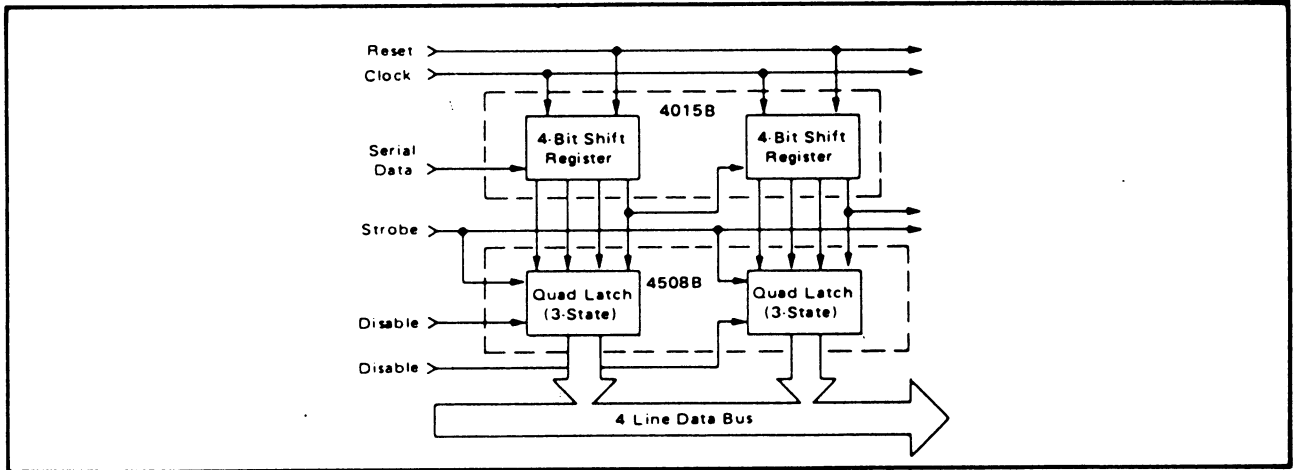 Reset
Clock
4015B
4-Bit Shift
Register
4-Bit Shift
Register
Serial
Data
Strobe
4508B
Quad Latch
(3-State)
Quad Latch
(3-State)
Disable
Disable
4 Line Data Bus